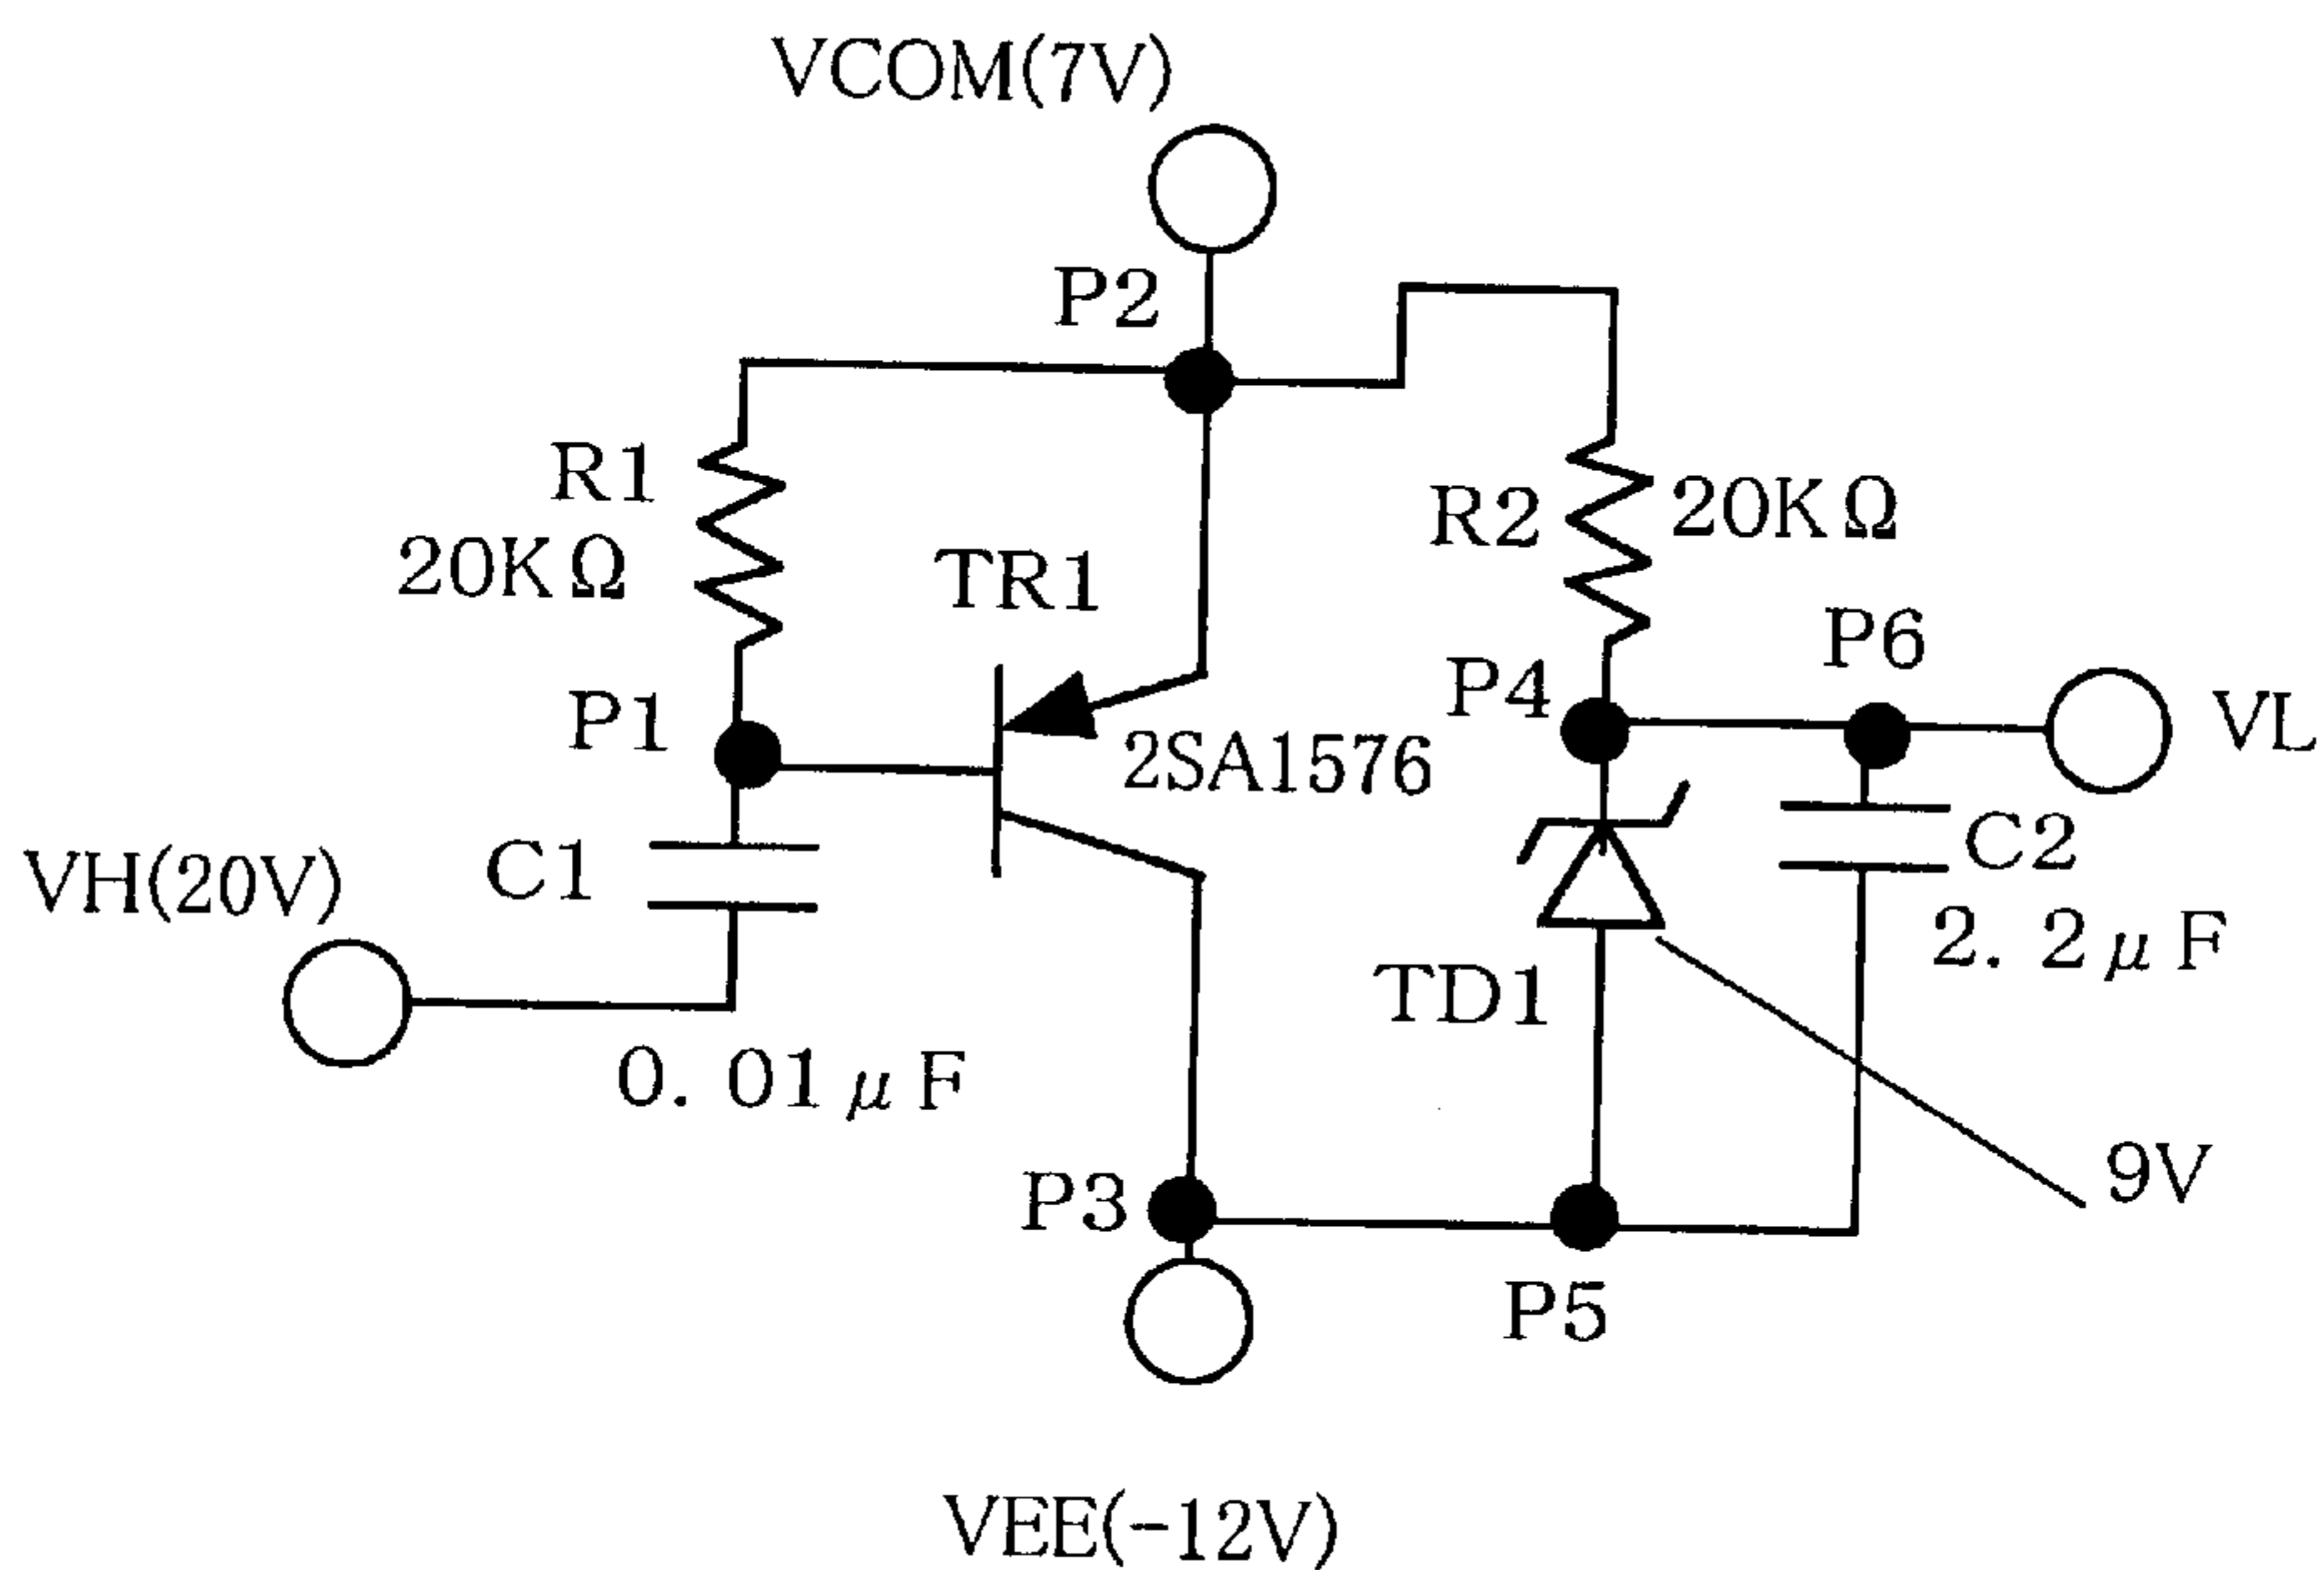 VCOM(7V)
P2
R1
20KΩ
TR1
R2
20KΩ
P1
2SA1576
P4
P6
VL
VH(20V)
C1
0.01μF
C2
2.2μF
TD1
9V
P3
P5
VEE(-12V)